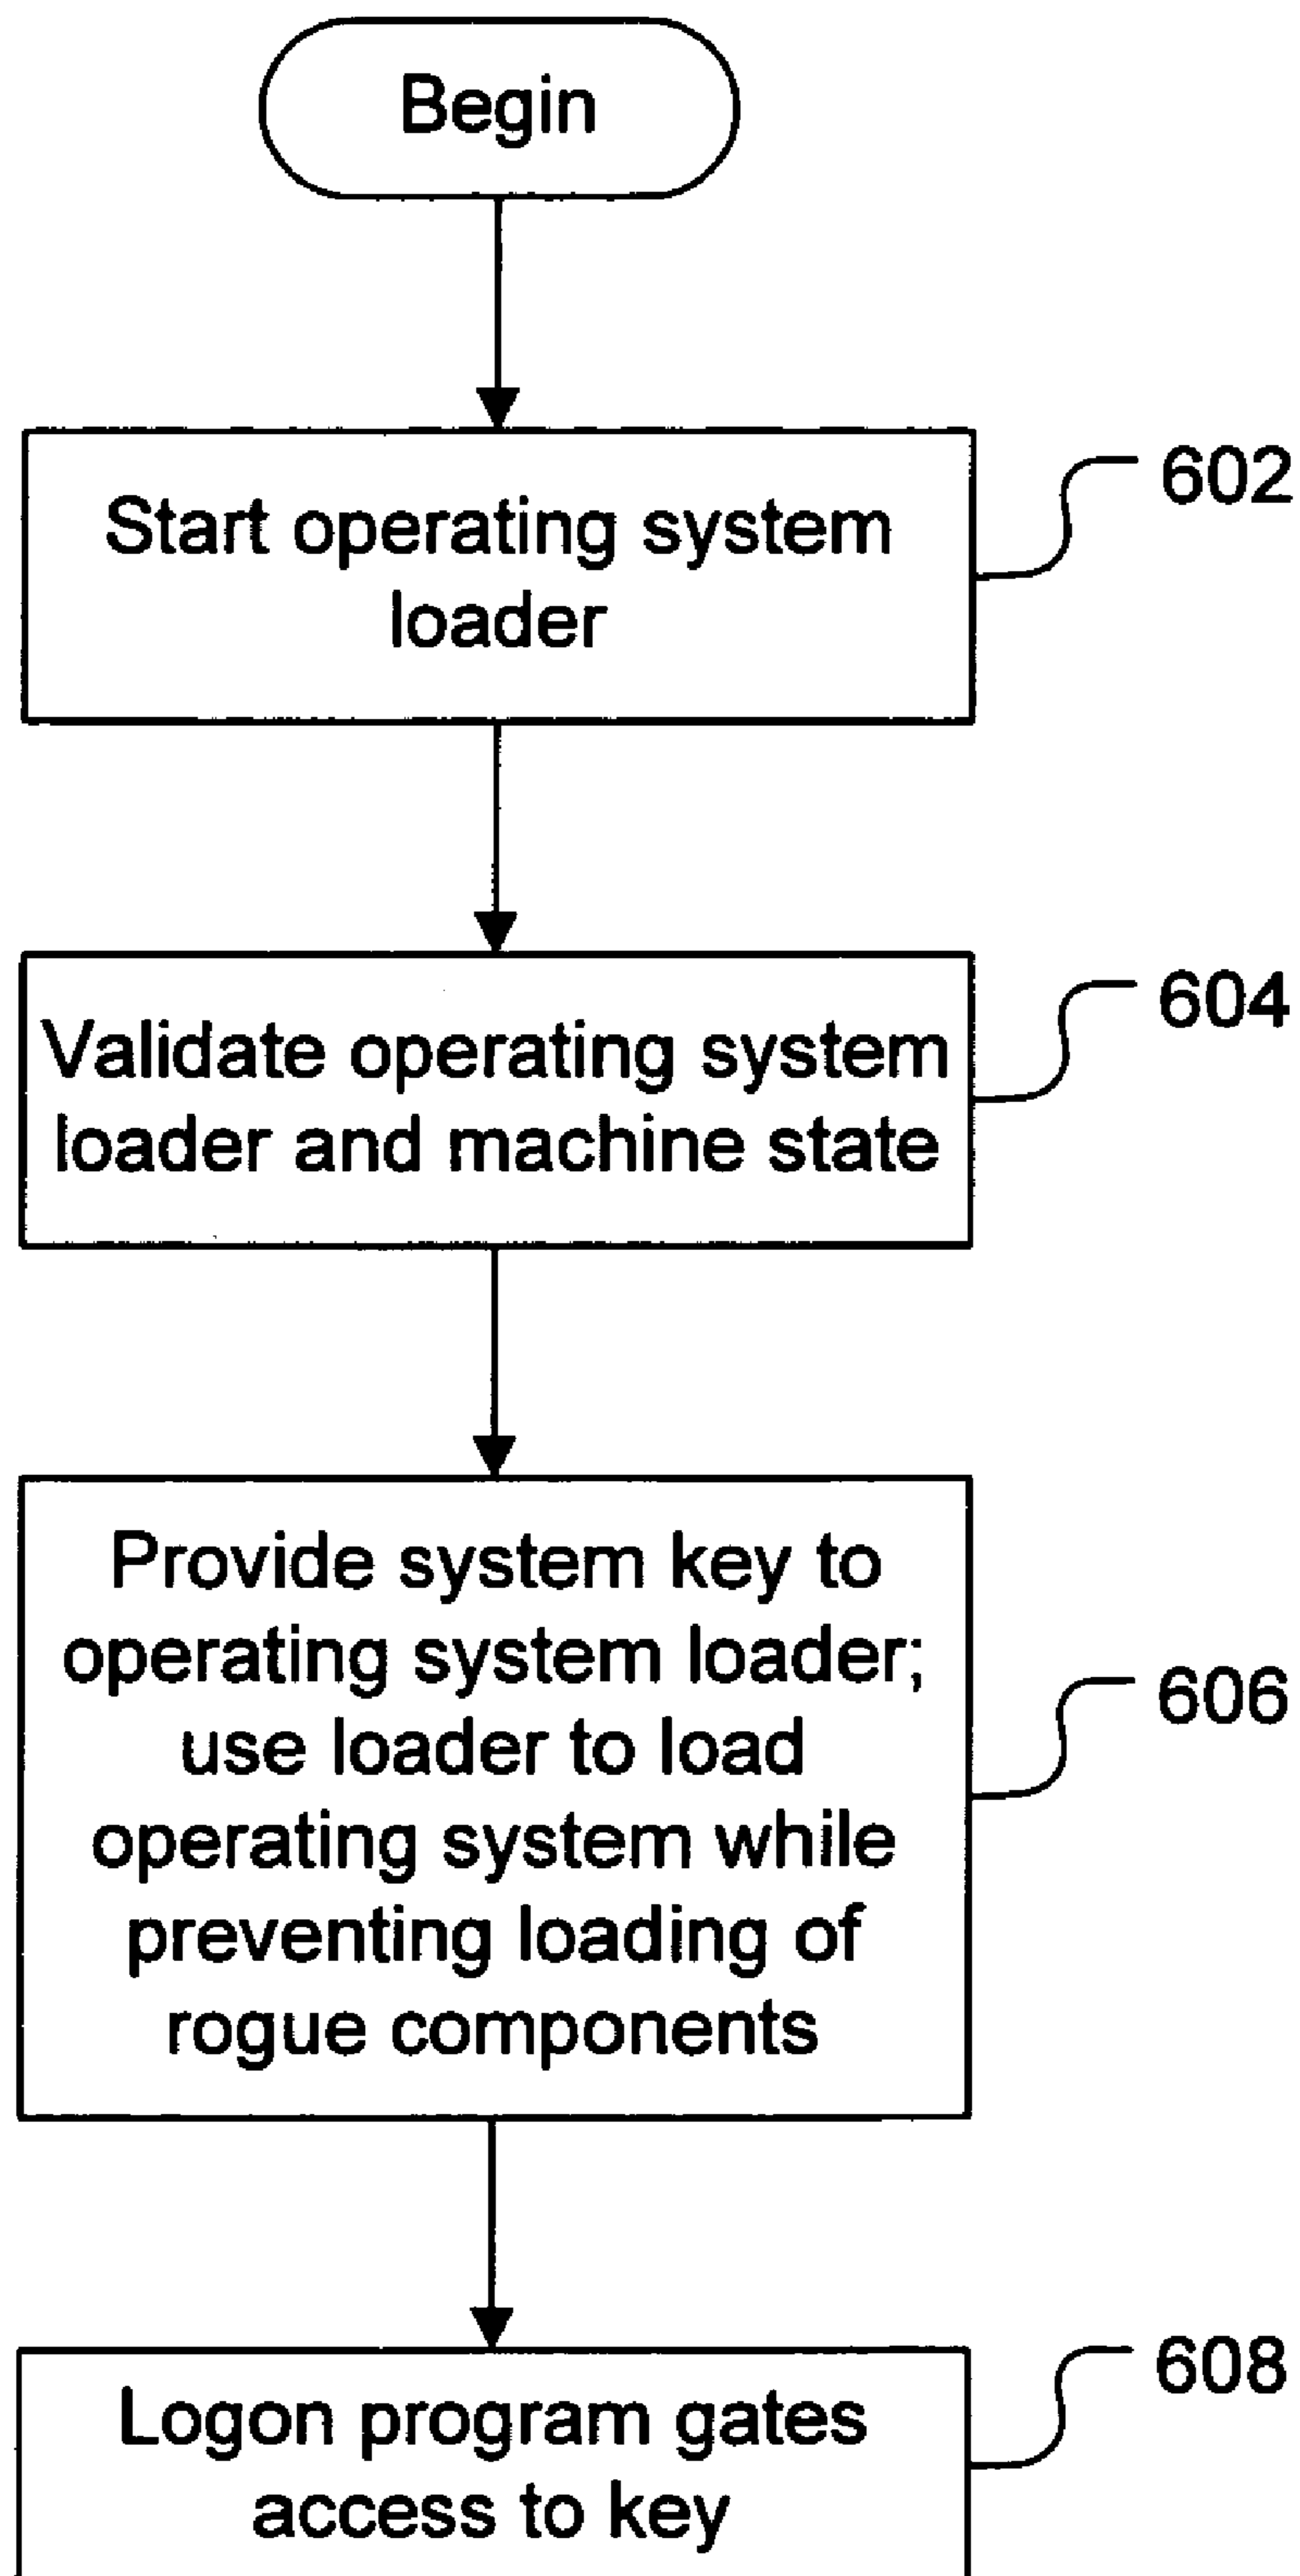 Begin
Start operating system
loader
602
Validate operating system
loader and machine state
604
Provide system key to
operating system loader;
use loader to load
operating system while
preventing loading of
rogue components
606
Logon program gates
access to key
608